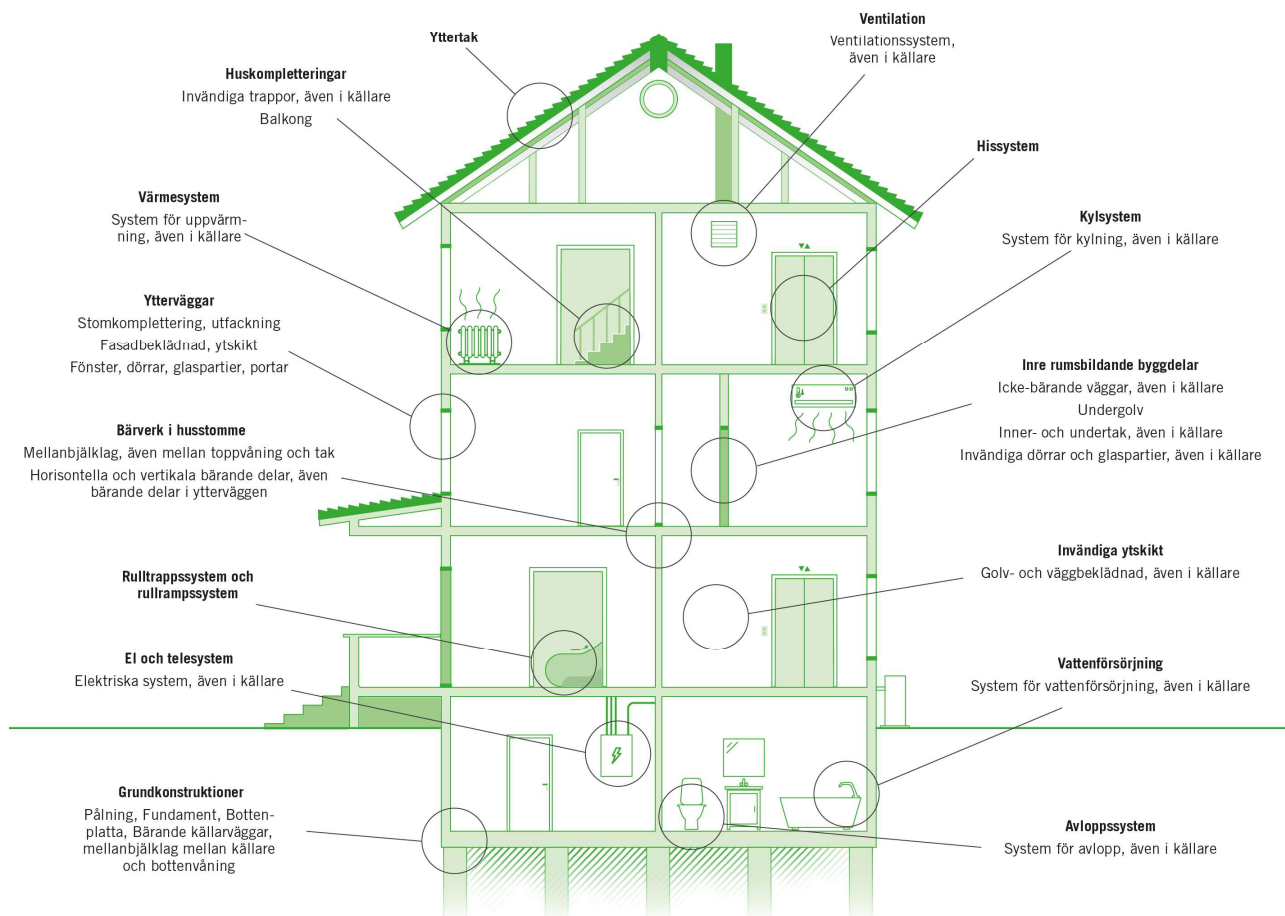 Yttertak
Huskompletteringar
Invändiga trappor, även i källare
Balkong
Värmesystem
System för uppvärm-
ning, även i källare
Ytterväggar
Stomkomplettering, utfackning
Fasadbeklädnad, ytskikt
Fönster, dörrar, glaspartier, portar
Bärverk i husstomme
Mellanbjälklag, även mellan toppvåning och tak
Horisontella och vertikala bärande delar, även
bärande delar i ytterväggen
Rulltrappssystem och
rullrampssystem
El och telesystem
Elektriska system, även i källare
Grundkonstruktioner
Pålning, Fundament, Botten-
platta, Bärande källarväggar,
mellanbjälklag mellan källare
och bottenvåning
Ventilation
Ventilationssystem,
även i källare
Hissystem
Kylsystem
System för kylning, även i källare
Inre rumsbildande byggdelar
Icke-bärande väggar, även i källare
Undergolv
Inner- och undertak, även i källare
Invändiga dörrar och glaspartier, även i källare
Invändiga ytskikt
Golv- och väggbeklädnad, även i källare
Vattenförsörjning
System för vattenförsörjning, även i källare
Avloppssystem
System för avlopp, även i källare